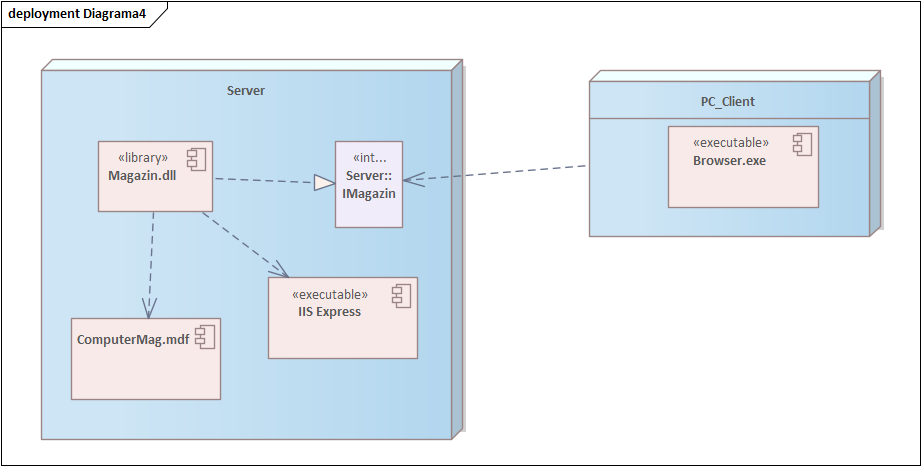 deployment Diagrama4
Server
«library»
Magazin.dll
«int...
Server::
IMagazin
«executable»
IIS Express
ComputerMag.mdf
PC_Client
«executable»
Browser.exe